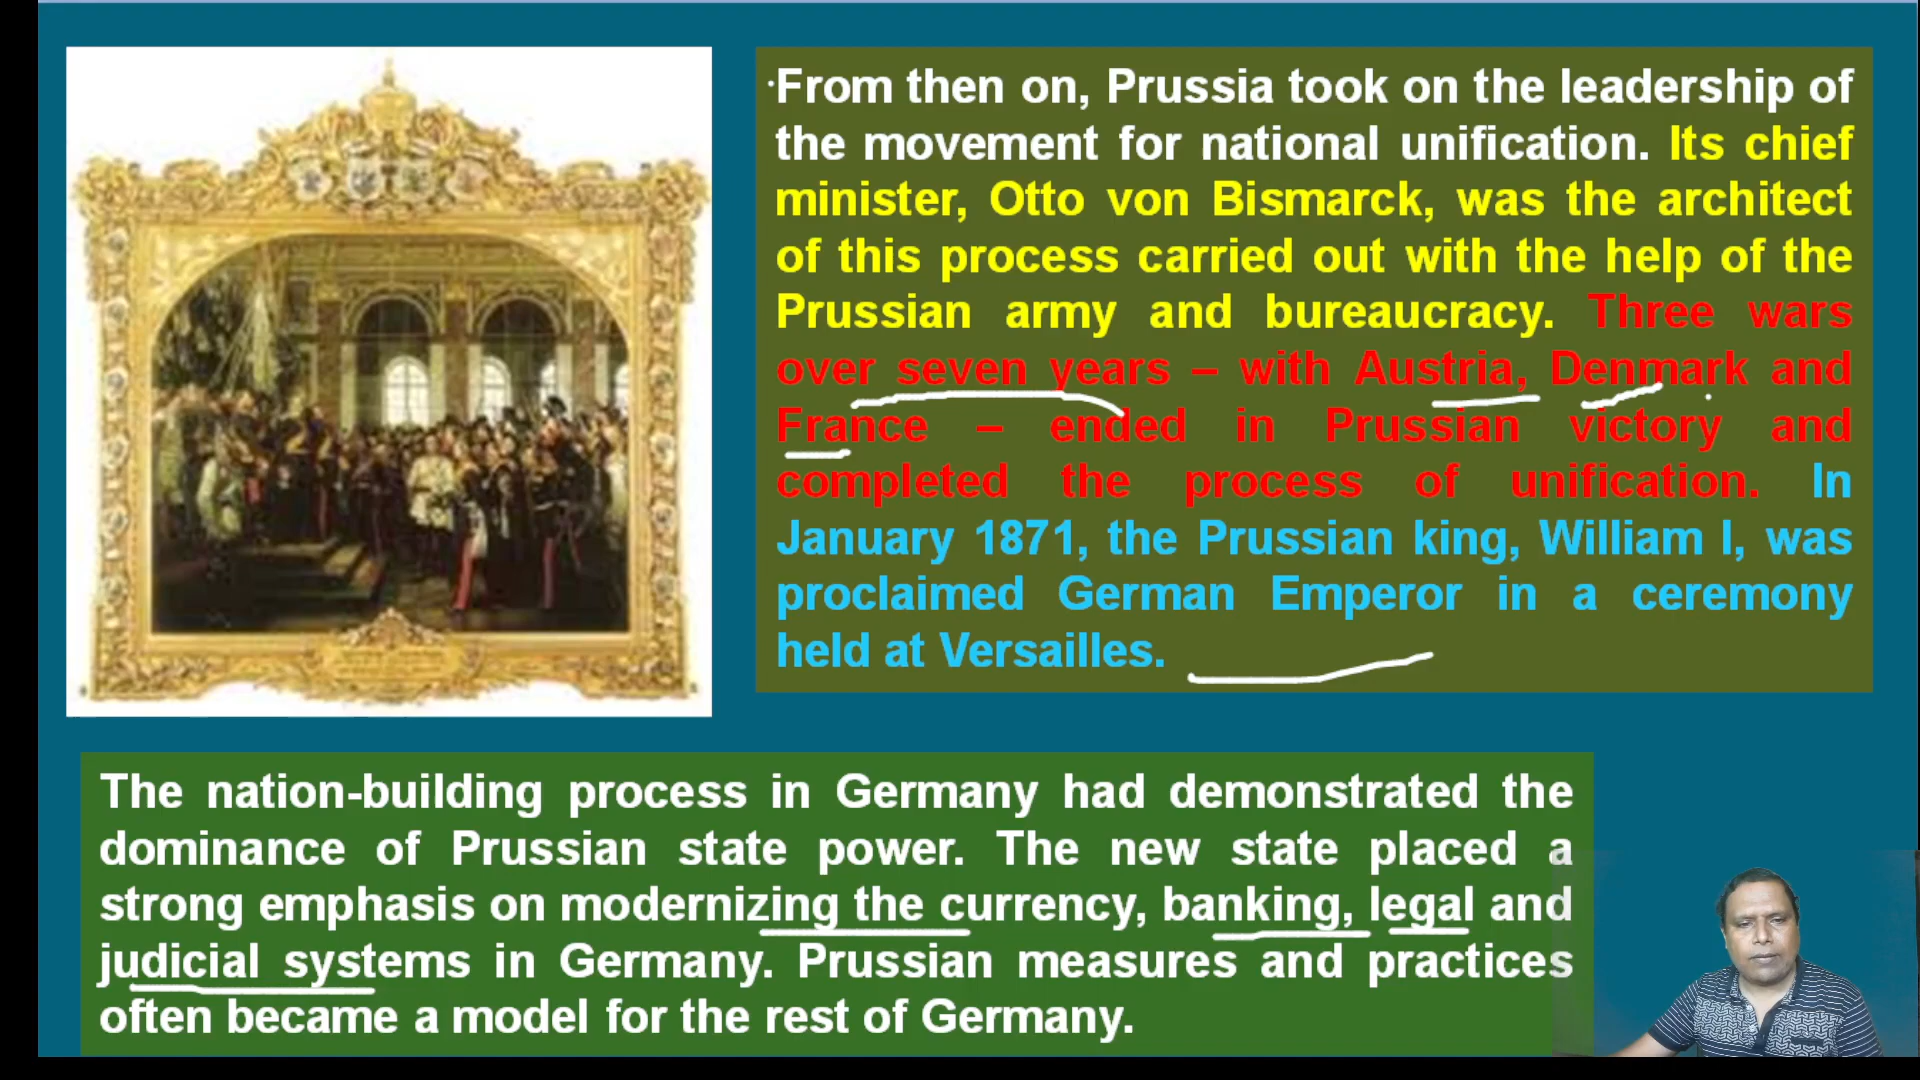 ·From then on, Prussia took on the leadership of
the movement for national unification. Its chief
minister, Otto von Bismarck, was the architect
of this process carried out with the help of the
Prussian army and bureaucracy. Three wars
over seven years – with Austria, Denmark and
France – ended in Prussian victory and
completed the process of unification. In
January 1871, the Prussian king, William I, was
proclaimed German Emperor in a ceremony
held at Versailles.
The nation-building process in Germany had demonstrated the
dominance of Prussian state power. The new state placed a
strong emphasis on modernizing the currency, banking, legal and
judicial systems in Germany. Prussian measures and practices
often became a model for the rest of Germany.